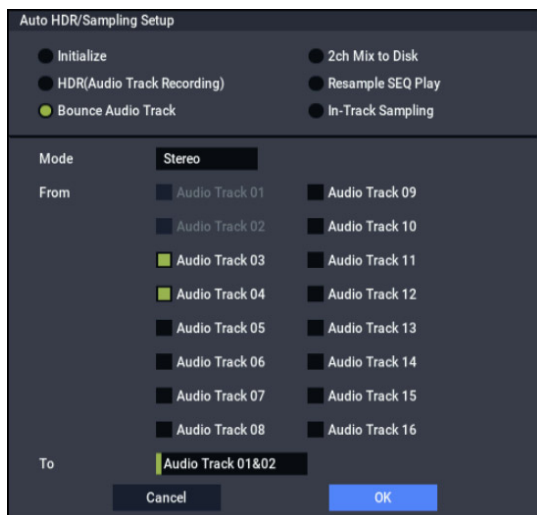 Auto HDR/Sampling Setup
Initialize 2ch Mix to Disk
HDR(Audio Track Recording) Resample SEQ Play
Bounce Audio Track In-Track Sampling
Mode Stereo
From Audio Track 01 Audio Track 09
Audio Track 02 Audio Track 10
Audio Track 03 Audio Track 11
Audio Track 04 Audio Track 12
Audio Track 05 Audio Track 13
Audio Track 06 Audio Track 14
Audio Track 07 Audio Track 15
Audio Track 08 Audio Track 16
To Audio Track 01&02
Cancel OK